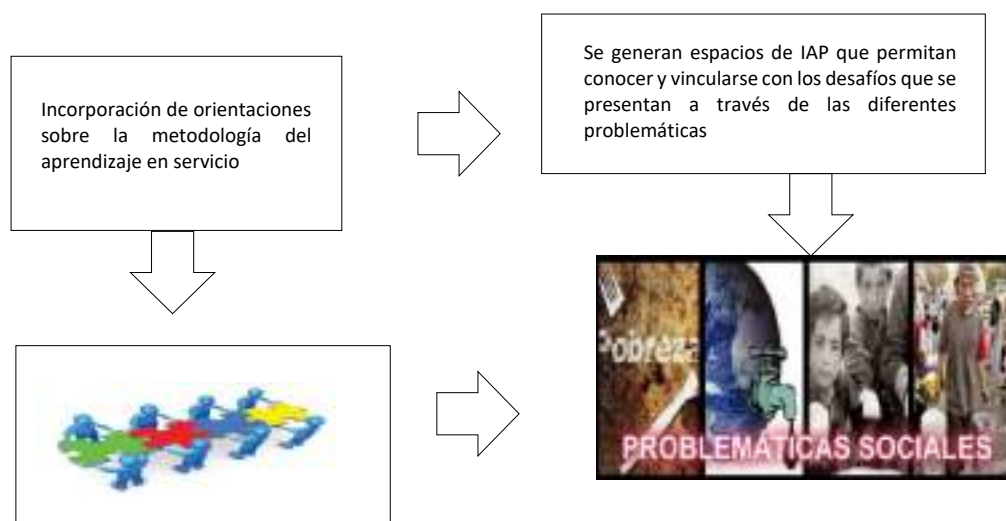 Incorporación de orientaciones
sobre la metodología del
aprendizaje en servicio
Se generan espacios de IAP que permitan
conocer y vincularse con los desafíos que se
presentan a través de las diferentes
problemáticas
Pobreza
PROBLEMÁTICAS SOCIALES